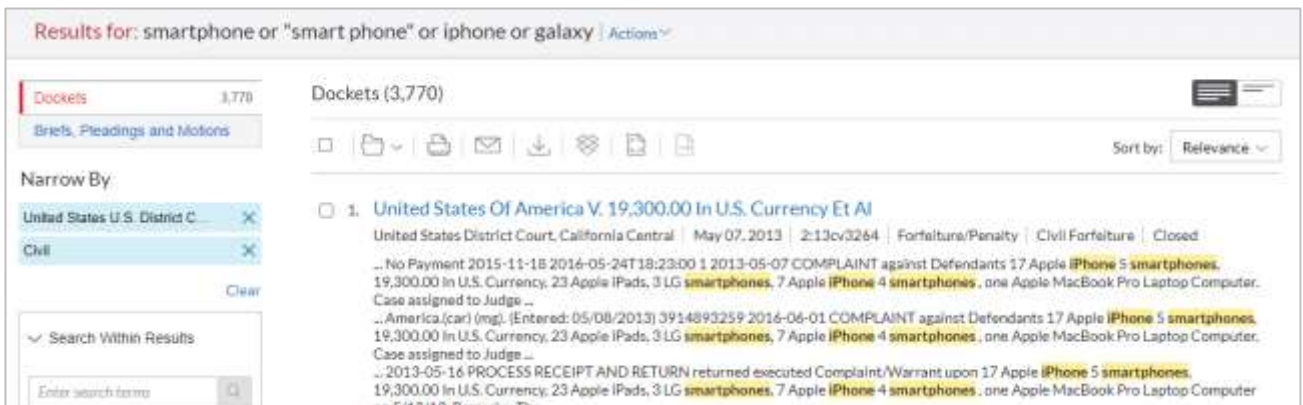 Results for: smartphone or "smart phone" or iphone or galaxy | Actions
Dockets 3,770
Briefs, Pleadings and Motions
Narrow By
United States U.S. District C...
Civil
Clear
Search Within Results
Enter search terms
Dockets (3,770)
Sort by: Relevance
1. United States Of America V. 19,300.00 In U.S. Currency Et Al
United States District Court, California Central | May 07, 2013 | 2:13cv3264 | Forfeiture/Penalty | Civil Forfeiture | Closed
... No Payment 2015-11-18 2016-05-24T18:23:00 1 2013-05-07 COMPLAINT against Defendants 17 Apple iPhone 5 smartphones,
19,300.00 In U.S. Currency, 23 Apple iPads, 3 LG smartphones, 7 Apple iPhone 4 smartphones, one Apple MacBook Pro Laptop Computer.
Case assigned to Judge ...
... America.(car) (mg). (Entered: 05/08/2013) 3914893259 2016-06-01 COMPLAINT against Defendants 17 Apple iPhone 5 smartphones,
19,300.00 In U.S. Currency, 23 Apple iPads, 3 LG smartphones, 7 Apple iPhone 4 smartphones, one Apple MacBook Pro Laptop Computer.
Case assigned to Judge ...
... 2013-05-16 PROCESS RECEIPT AND RETURN returned executed Complaint/Warrant upon 17 Apple iPhone 5 smartphones,
19,300.00 In U.S. Currency, 23 Apple iPads, 3 LG smartphones, 7 Apple iPhone 4 smartphones, one Apple MacBook Pro Laptop Computer